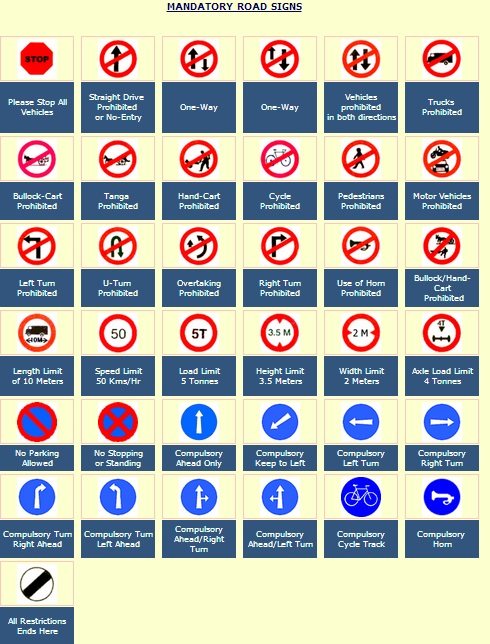 MANDATORY ROAD SIGNS
STOP
Please Stop All
Vehicles
Straight Drive
Prohibited
or No-Entry
One-Way
One-Way
Vehicles
prohibited
in both directions
Trucks
Prohibited
Bullock-Cart
Prohibited
Tanga
Prohibited
Hand-Cart
Prohibited
Cycle
Prohibited
Pedestrians
Prohibited
Motor Vehicles
Prohibited
Left Turn
Prohibited
U-Turn
Prohibited
Overtaking
Prohibited
Right Turn
Prohibited
Use of Horn
Prohibited
Bullock/Hand-
Cart
Prohibited
10M
Length Limit
of 10 Meters
50
Speed Limit
50 Kms/Hr
5T
Load Limit
5 Tonnes
3.5 M
Height Limit
3.5 Meters
2 M
Width Limit
2 Meters
4T
Axle Load Limit
4 Tonnes
No Parking
Allowed
No Stopping
or Standing
Compulsory
Ahead Only
Compulsory
Keep to Left
Compulsory
Left Turn
Compulsory
Right Turn
Compulsory Turn
Right Ahead
Compulsory Turn
Left Ahead
Compulsory
Ahead/Right
Turn
Compulsory
Ahead/Left Turn
Compulsory
Cycle Track
Compulsory
Horn
All Restrictions
Ends Here